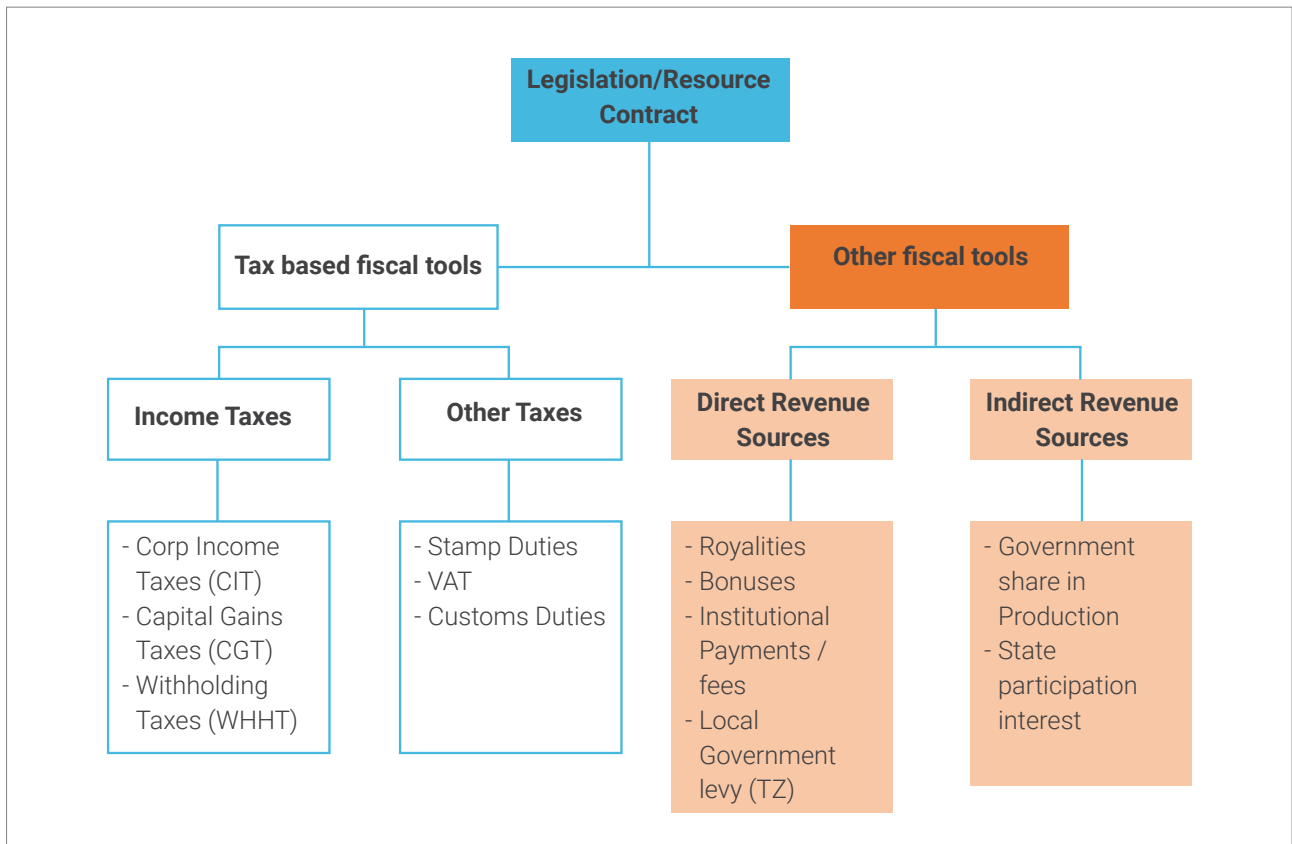 Legislation/Resource
Contract
Tax based fiscal tools
Other fiscal tools
Income Taxes
Other Taxes
Direct Revenue
Sources
Indirect Revenue
Sources
- Corp Income
Taxes (CIT)
- Capital Gains
Taxes (CGT)
- Withholding
Taxes (WHHT)
- Stamp Duties
- VAT
- Customs Duties
- Royalities
- Bonuses
- Institutional
Payments /
fees
- Local
Government
levy (TZ)
- Government
share in
Production
- State
participation
interest